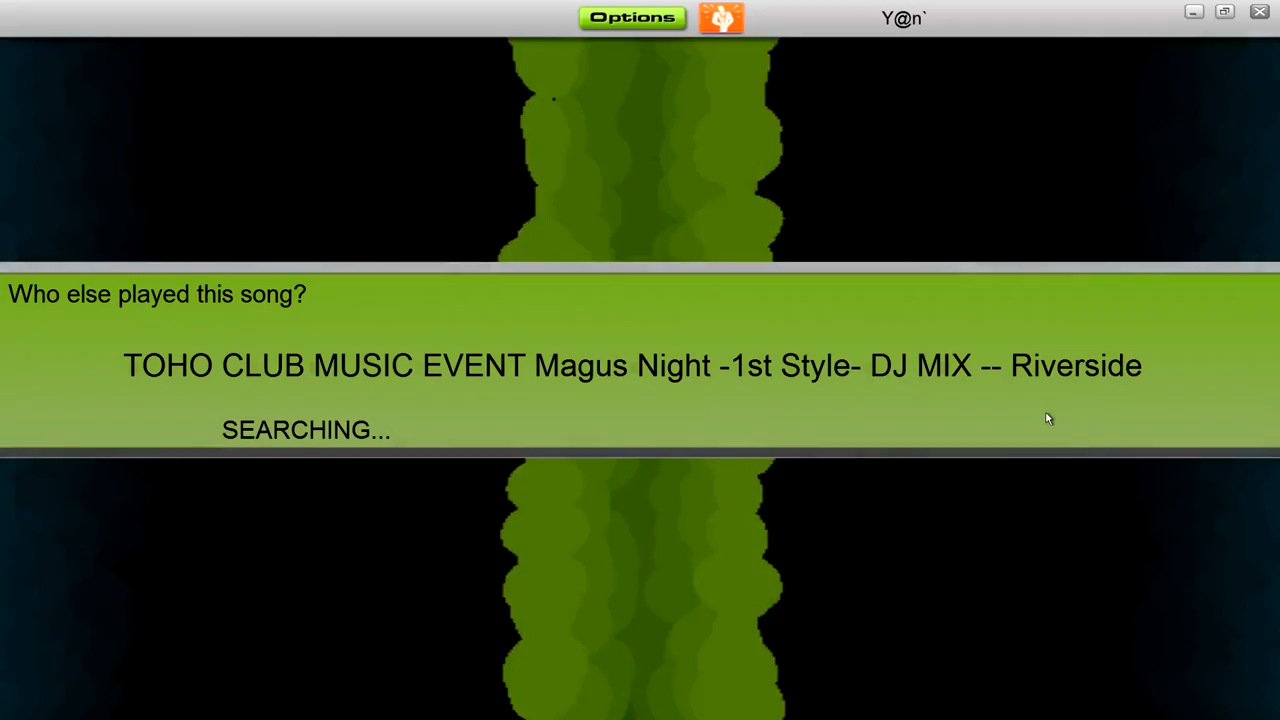 Options
Y@n`
Who else played this song?
TOHO CLUB MUSIC EVENT Magus Night -1st Style- DJ MIX -- Riverside
SEARCHING...